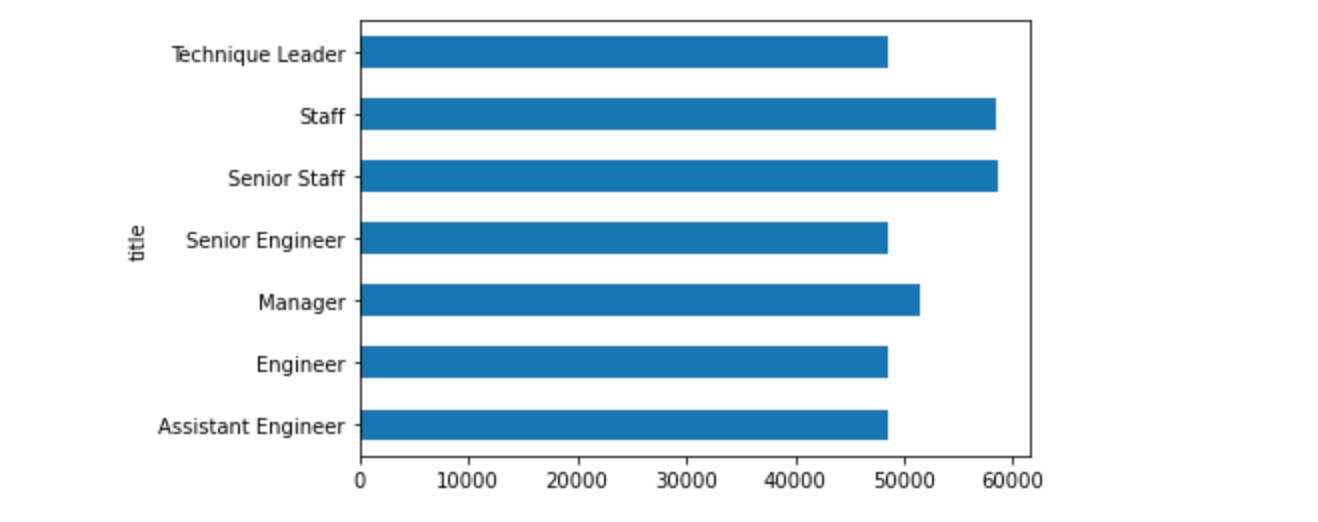 Technique Leader
Staff
Senior Staff
Senior Engineer
Manager
Engineer
Assistant Engineer
title
0 10000 20000 30000 40000 50000 60000